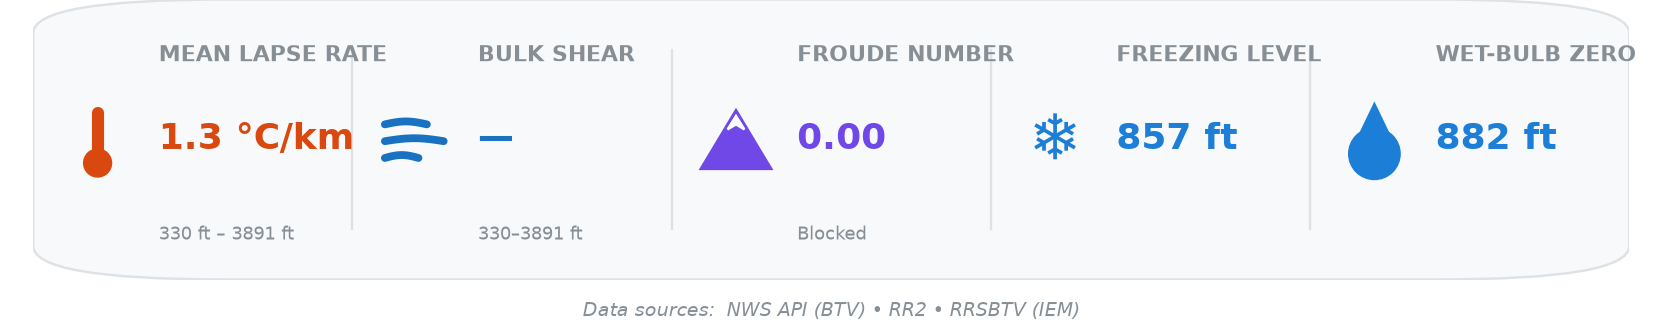 MEAN LAPSE RATE BULK SHEAR FROUDE NUMBER FREEZING LEVEL WET-BULB ZERO
1.3 °C/km — 0.00 857 ft 882 ft
330 ft – 3891 ft 330–3891 ft Blocked
Data sources: NWS API (BTV) • RR2 • RRSBTV (IEM)